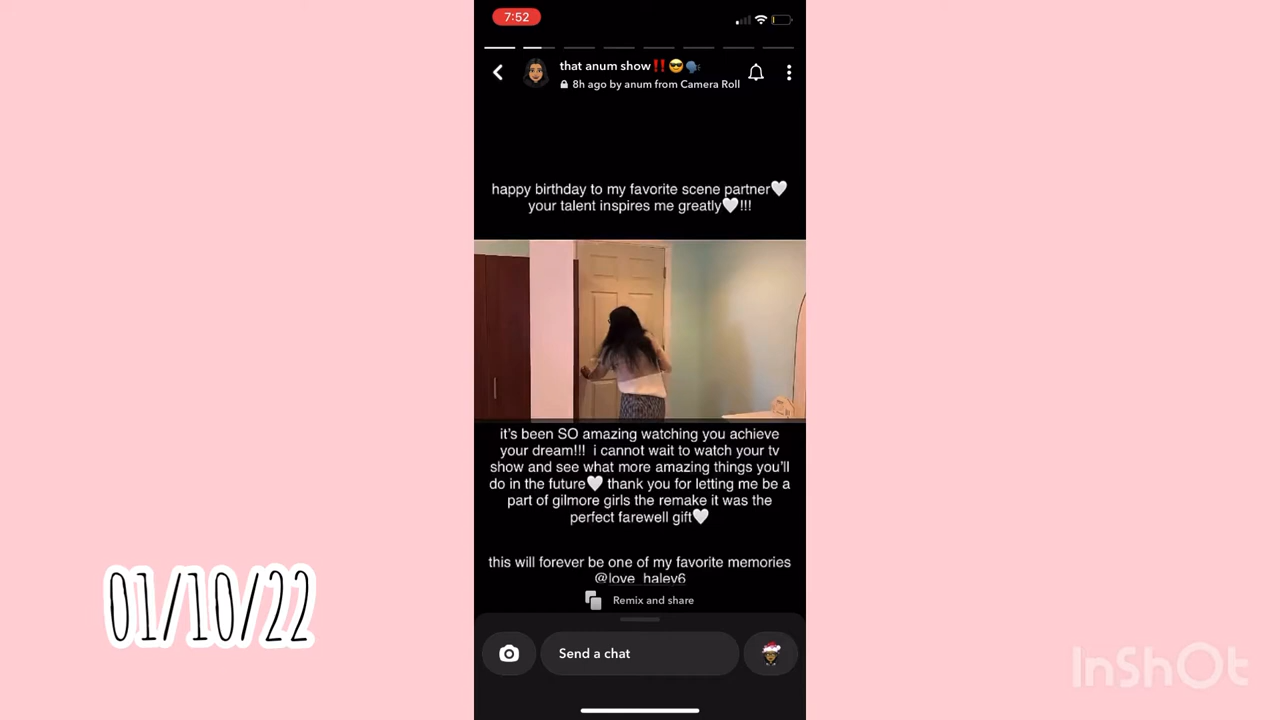 7:52
that anum show‼️😎🗣️
8h ago by anum from Camera Roll
happy birthday to my favorite scene partner🤍
your talent inspires me greatly🤍!!!
it's been SO amazing watching you achieve
your dream!!! i cannot wait to watch your tv
show and see what more amazing things you'll
do in the future🤍 thank you for letting me be a
part of gilmore girls the remake it was the
perfect farewell gift🤍
this will forever be one of my favorite memories
@love_haley6
Remix and share
Send a chat
01/10/22
InShOt